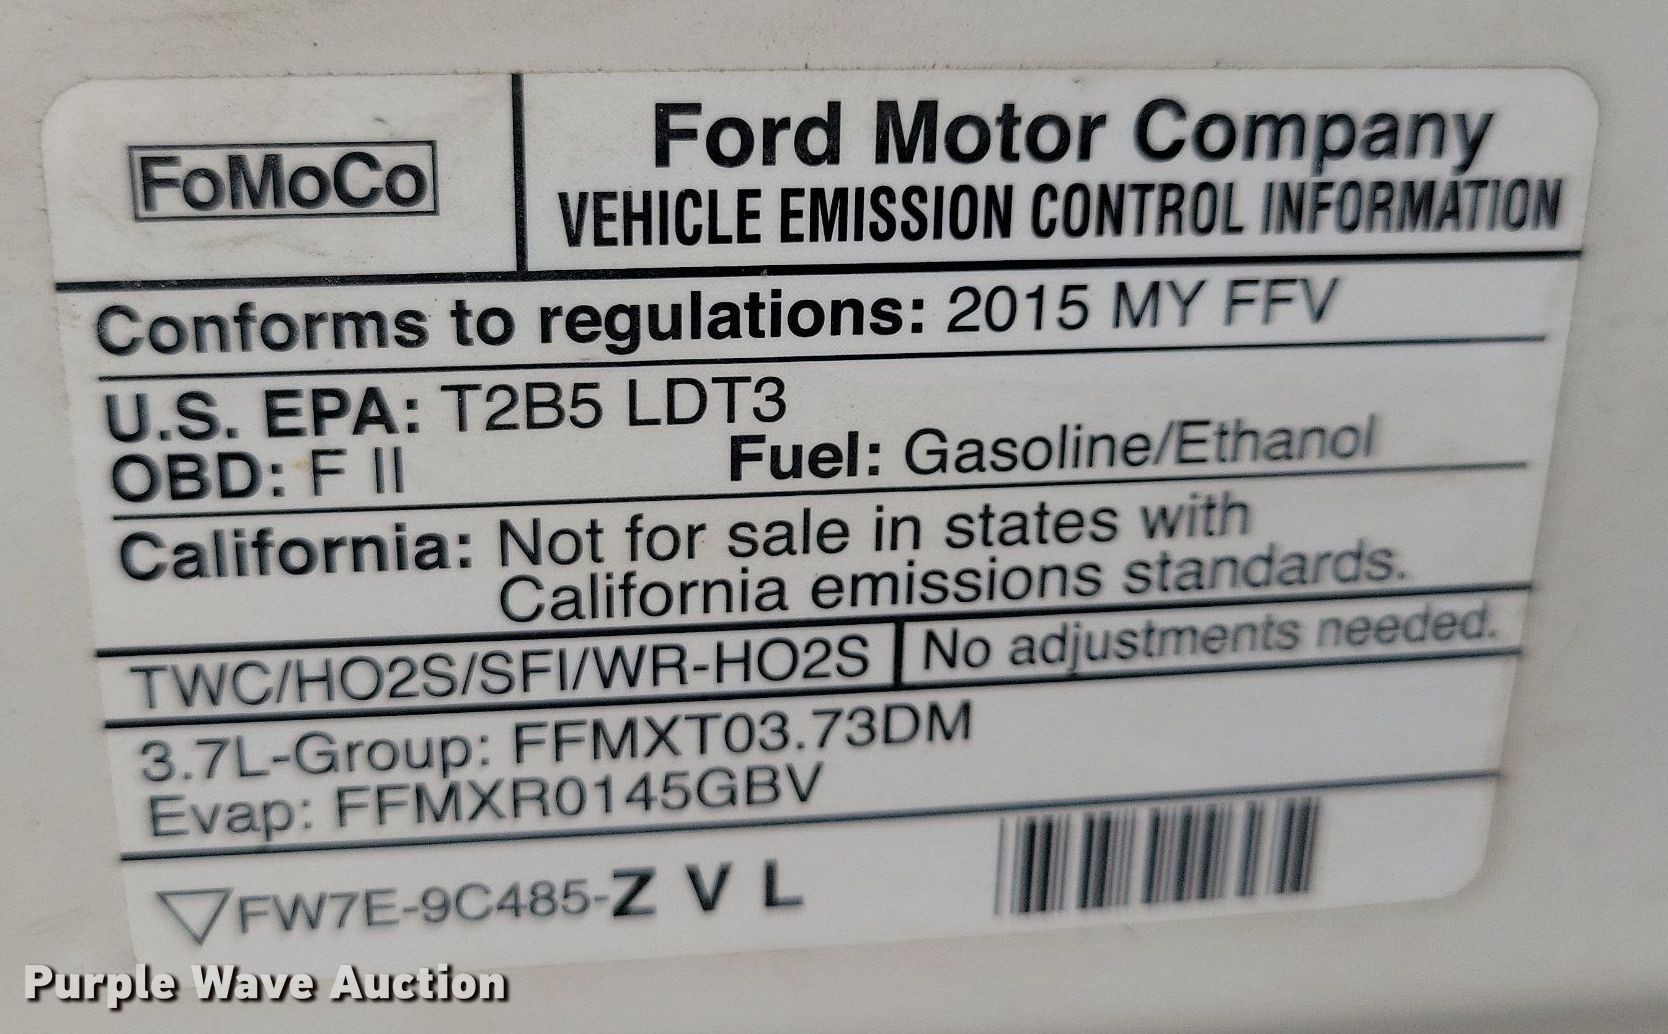 FoMoCo
Ford Motor Company
VEHICLE EMISSION CONTROL INFORMATION
Conforms to regulations: 2015 MY FFV
U.S. EPA: T2B5 LDT3
OBD: F II Fuel: Gasoline/Ethanol
California: Not for sale in states with
California emissions standards.
TWC/HO2S/SFI/WR-HO2S No adjustments needed.
3.7L-Group: FFMXT03.73DM
Evap: FFMXR0145GBV
FW7E-9C485-Z V L
Purple Wave Auction